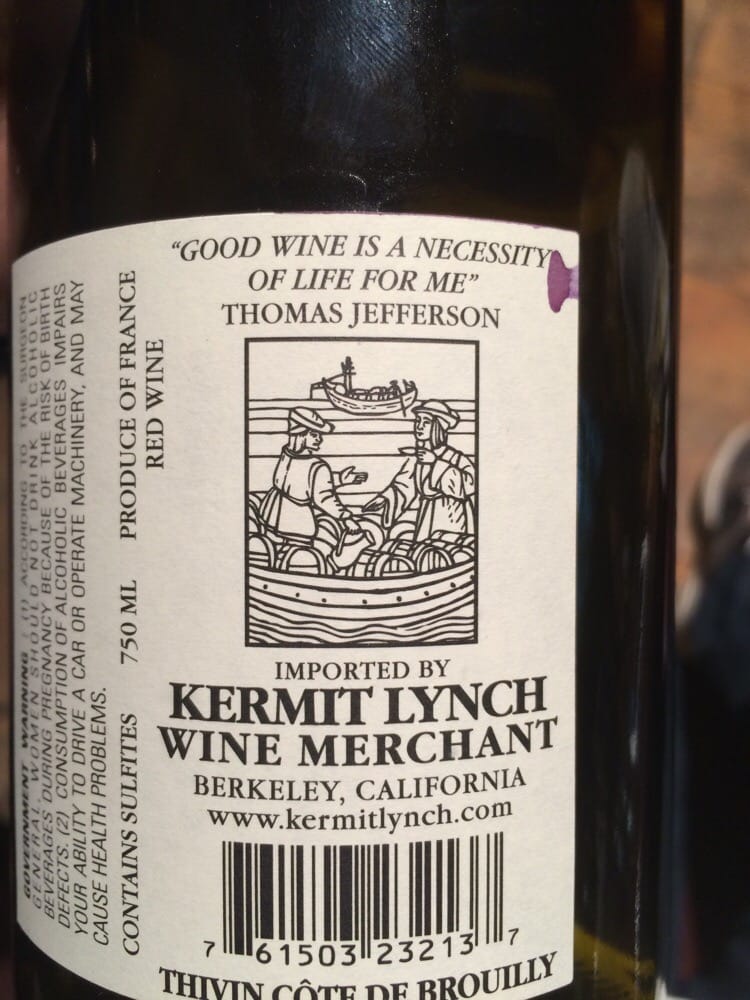 “GOOD WINE IS A NECESSITY
OF LIFE FOR ME”
THOMAS JEFFERSON
IMPORTED BY
KERMIT LYNCH
WINE MERCHANT
BERKELEY, CALIFORNIA
www.kermitlynch.com
7 61503 23213 7
THIVIN CÔTE DE BROUILLY
GOVERNMENT WARNING : (1) ACCORDING TO THE SURGEON
GENERAL, WOMEN SHOULD NOT DRINK ALCOHOLIC
BEVERAGES DURING PREGNANCY BECAUSE OF THE RISK OF BIRTH
DEFECTS. (2) CONSUMPTION OF ALCOHOLIC BEVERAGES IMPAIRS
YOUR ABILITY TO DRIVE A CAR OR OPERATE MACHINERY, AND MAY
CAUSE HEALTH PROBLEMS.
CONTAINS SULFITES 750 ML PRODUCE OF FRANCE
RED WINE